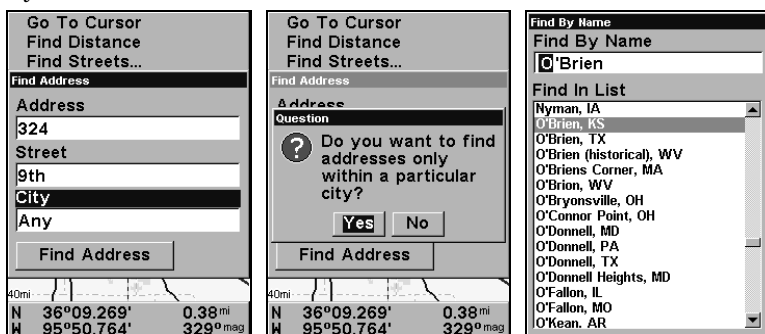 Go To Cursor
Find Distance
Find Streets...
Find Address
Address
324
Street
9th
City
Any
Find Address
40mi
N 36°09.269' 0.38mi
W 95°50.764' 329°mag
Go To Cursor
Find Distance
Find Streets...
Find Address
Address
Question
Do you want to find
addresses only
within a particular
city?
Yes No
Find Address
40mi
N 36°09.269' 0.38mi
W 95°50.764' 329°mag
Find By Name
Find By Name
O'Brien
Find In List
Nyman, IA
O'Brien, KS
O'Brien, TX
O'Brien (historical), WV
O'Briens Corner, MA
O'Brion, WV
O'Bryonsville, OH
O'Connor Point, OH
O'Donnell, MD
O'Donnell, PA
O'Donnell, TX
O'Donnell Heights, MD
O'Fallon, IL
O'Fallon, MO
O'Kean, AR